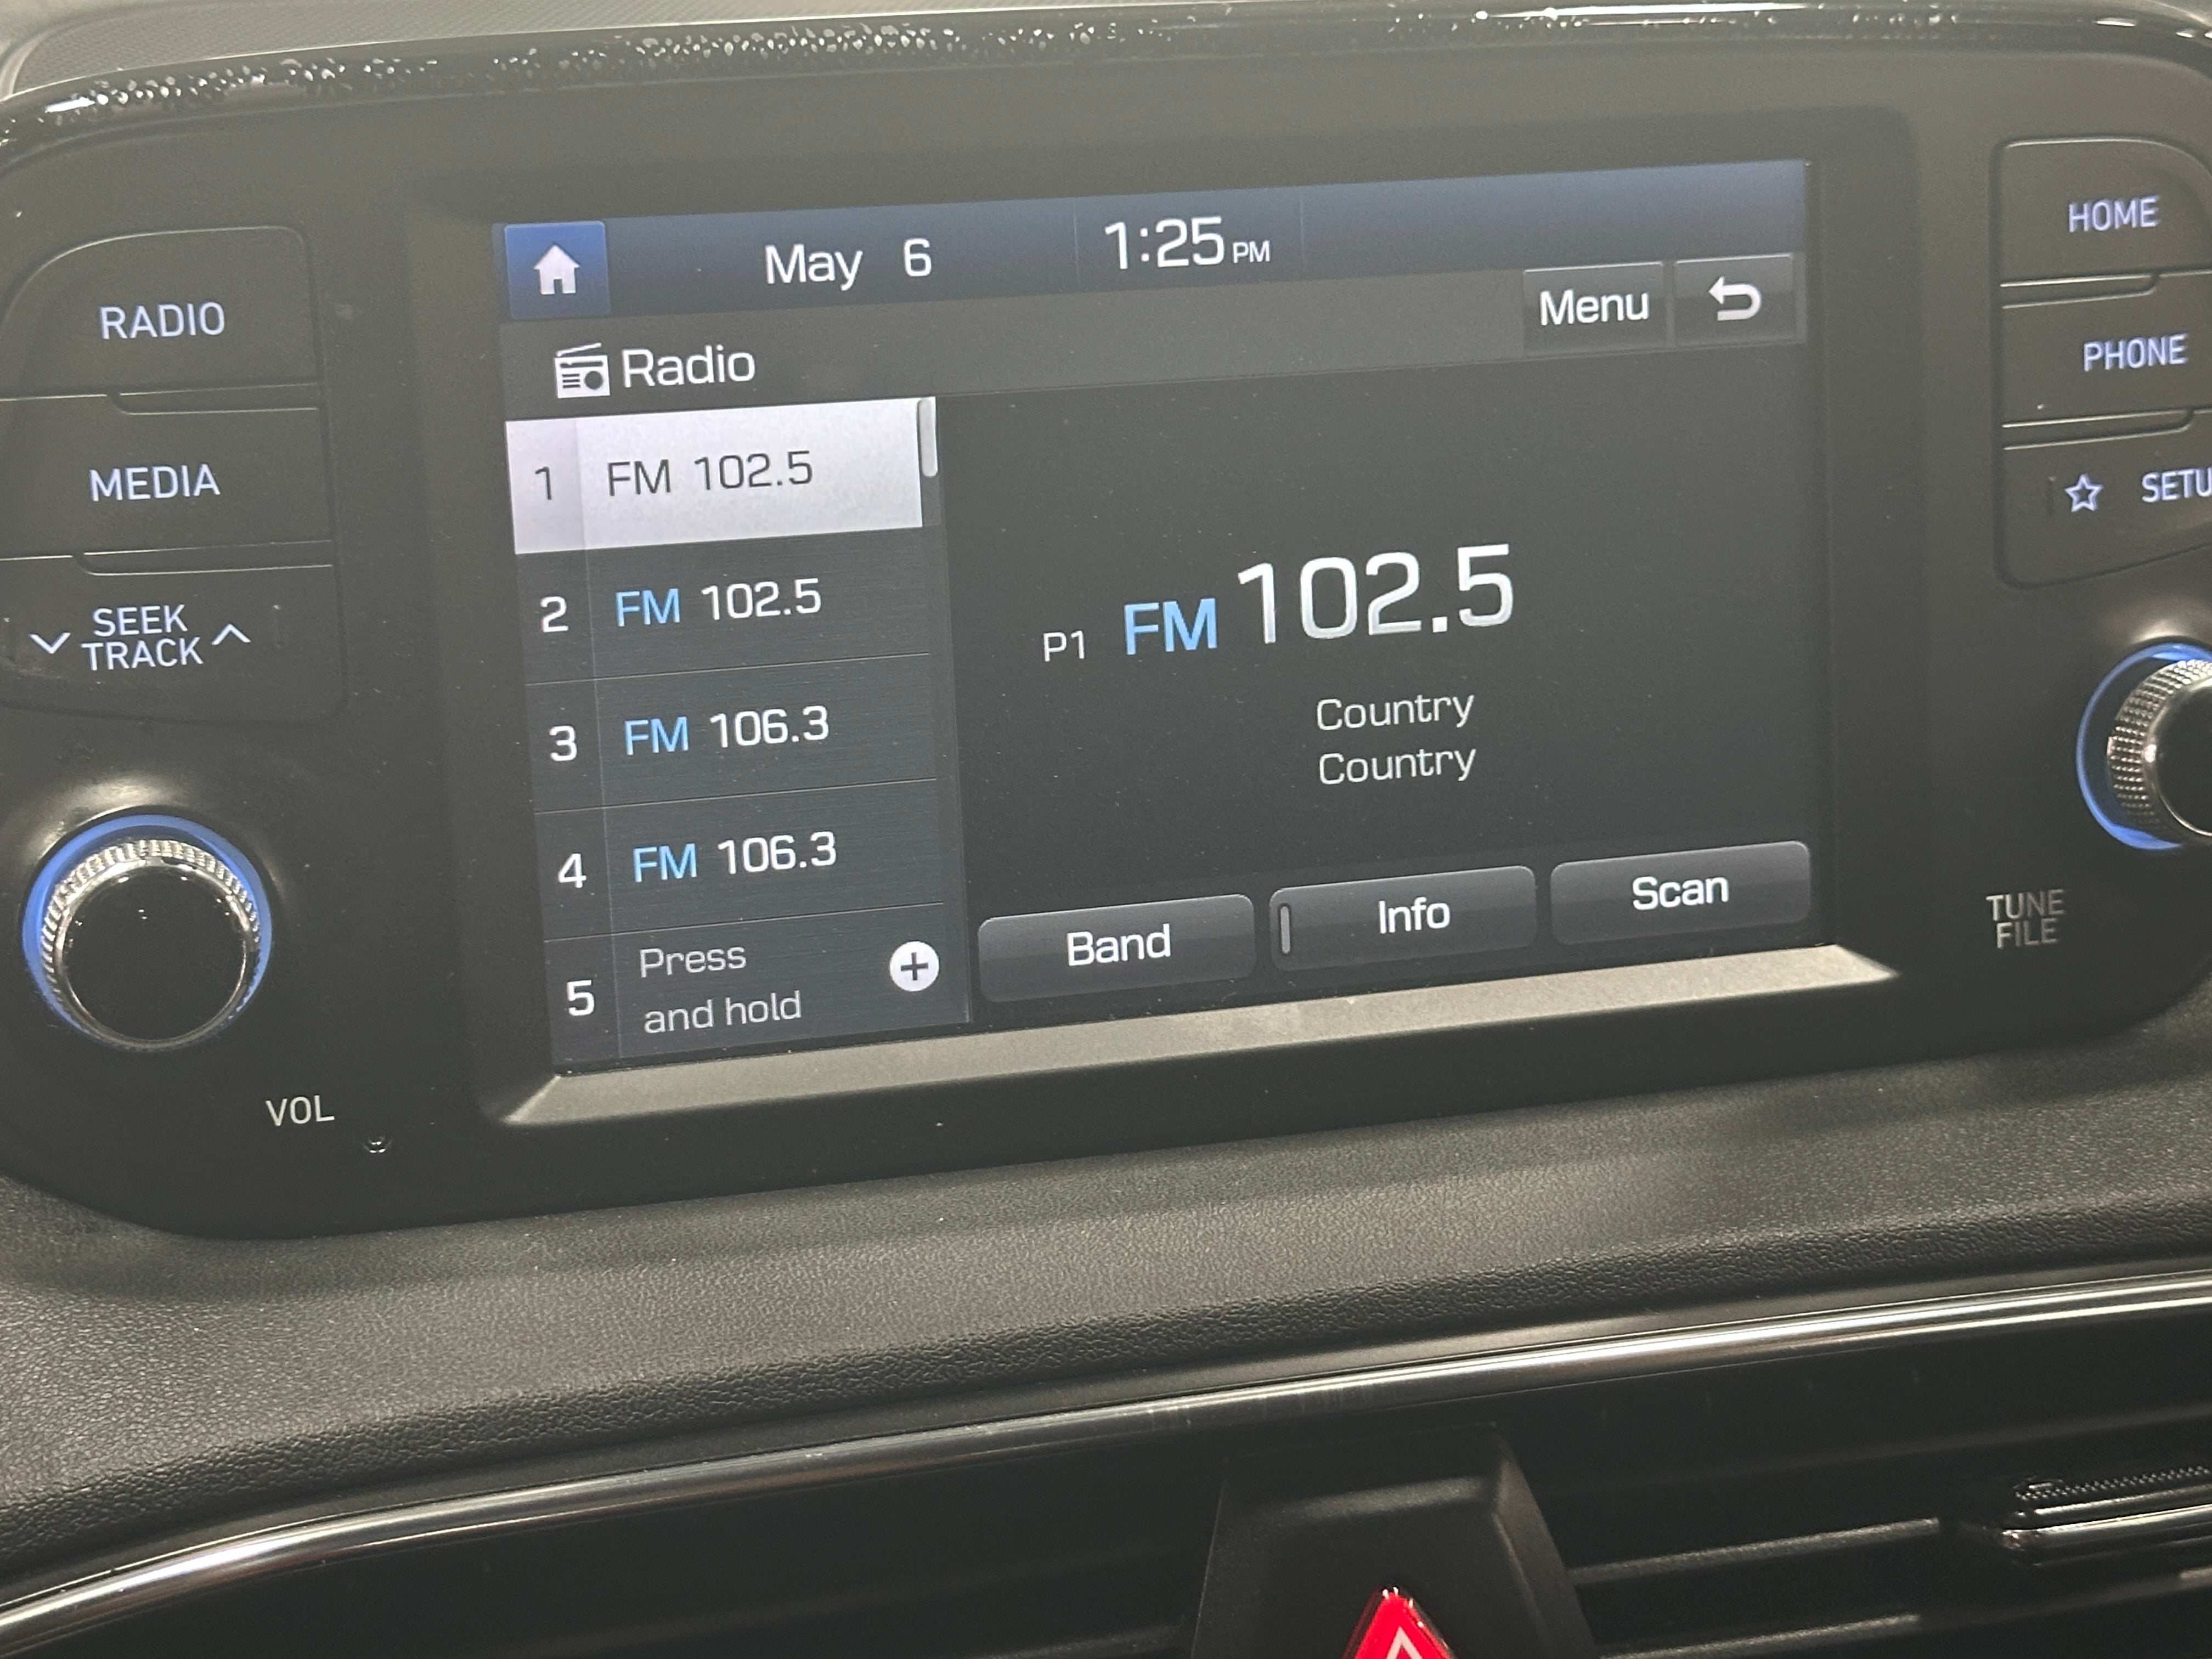 May 6 1:25 PM
RADIO
MEDIA
SEEK
TRACK
VOL
Menu
Radio
1 FM 102.5
2 FM 102.5
3 FM 106.3
4 FM 106.3
5 Press
and hold
P1 FM 102.5
Country
Country
Band Info Scan
HOME
PHONE
SETU
TUNE
FILE